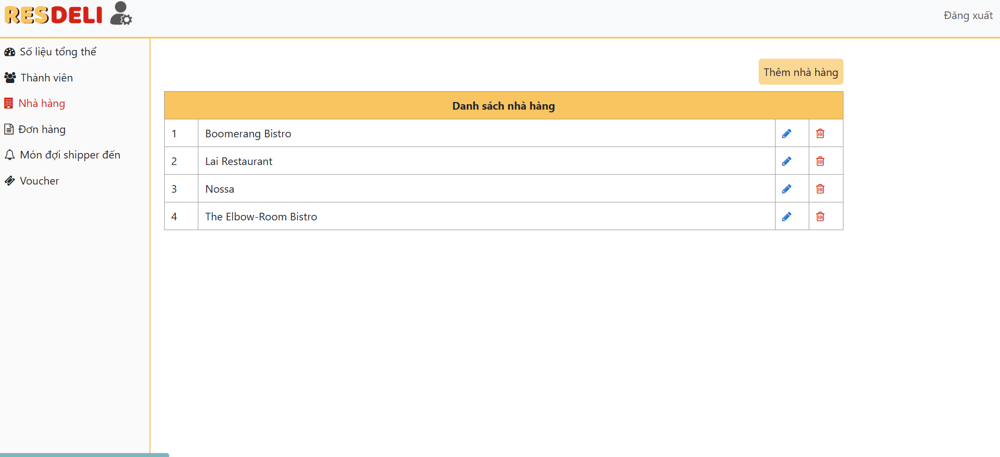 RESDELI
Đăng xuất
Số liệu tổng thể
Thành viên
Nhà hàng
Đơn hàng
Món đợi shipper đến
Voucher
Thêm nhà hàng
Danh sách nhà hàng
1 Boomerang Bistro
2 Lai Restaurant
3 Nossa
4 The Elbow-Room Bistro